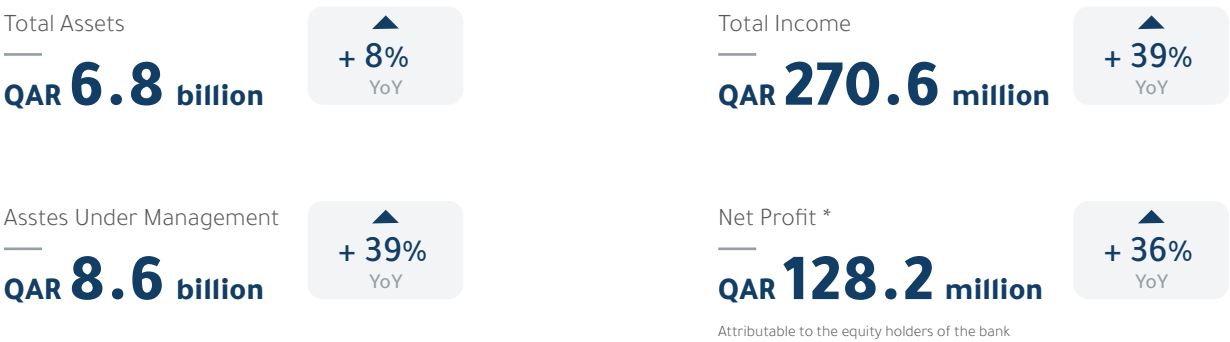 Total Assets
QAR 6.8 billion
+ 8%
YoY
Total Income
QAR 270.6 million
+ 39%
YoY
Asstes Under Management
QAR 8.6 billion
+ 39%
YoY
Net Profit *
QAR 128.2 million
+ 36%
YoY
Attributable to the equity holders of the bank